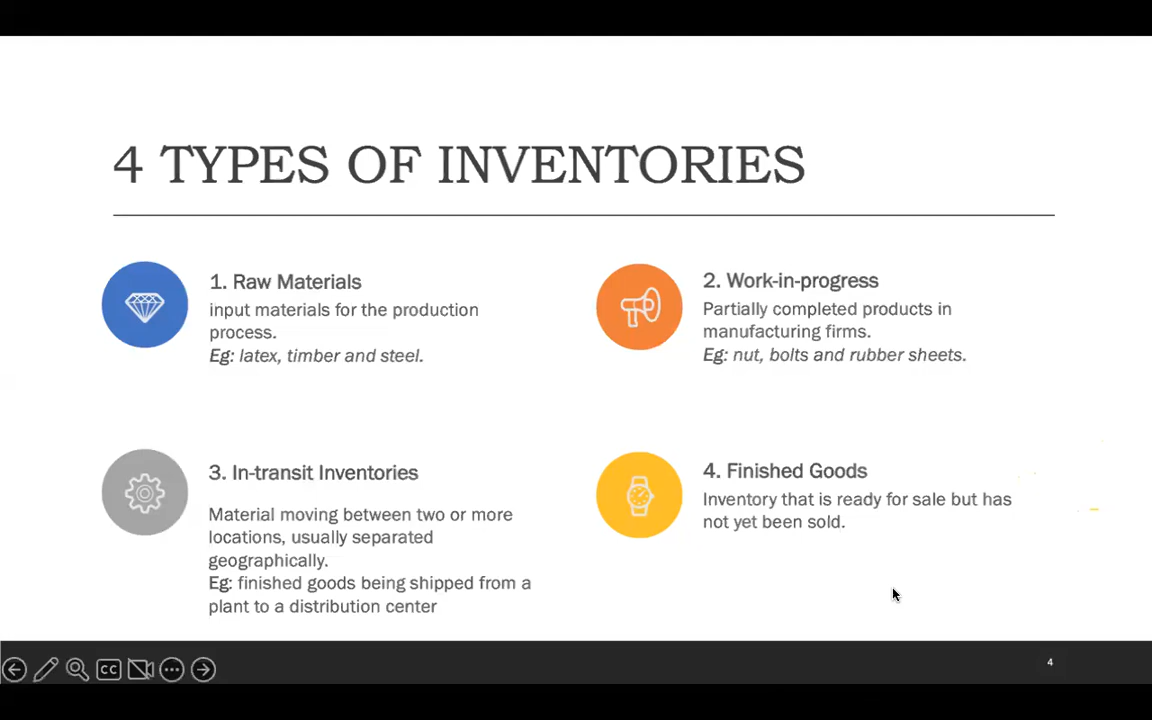 4 TYPES OF INVENTORIES
1. Raw Materials
input materials for the production
process.
Eg: latex, timber and steel.
2. Work-in-progress
Partially completed products in
manufacturing firms.
Eg: nut, bolts and rubber sheets.
3. In-transit Inventories
Material moving between two or more
locations, usually separated
geographically.
Eg: finished goods being shipped from a
plant to a distribution center
4. Finished Goods
Inventory that is ready for sale but has
not yet been sold.
CC
4